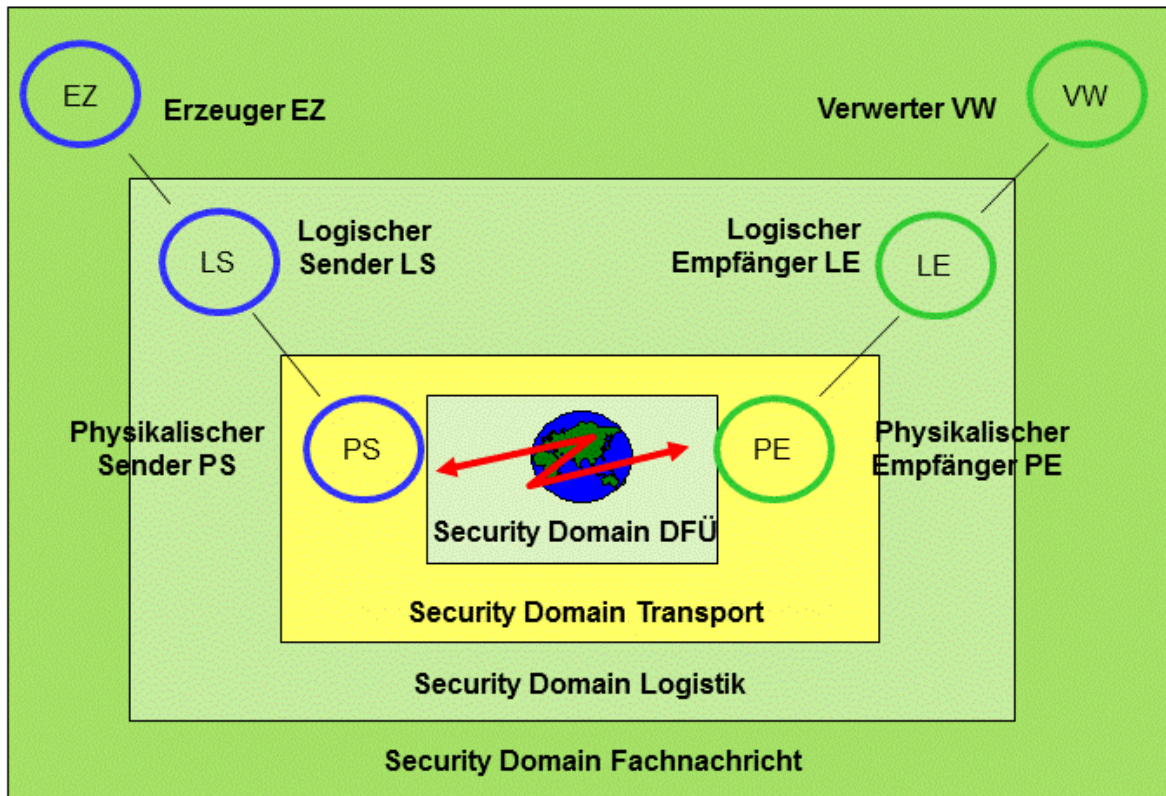 EZ
Erzeuger EZ
Verwerter VW
VW
LS
Logischer
Sender LS
Logischer
Empfänger LE
LE
Physikalischer
Sender PS
PS
PE
Physikalischer
Empfänger PE
Security Domain DFÜ
Security Domain Transport
Security Domain Logistik
Security Domain Fachnachricht